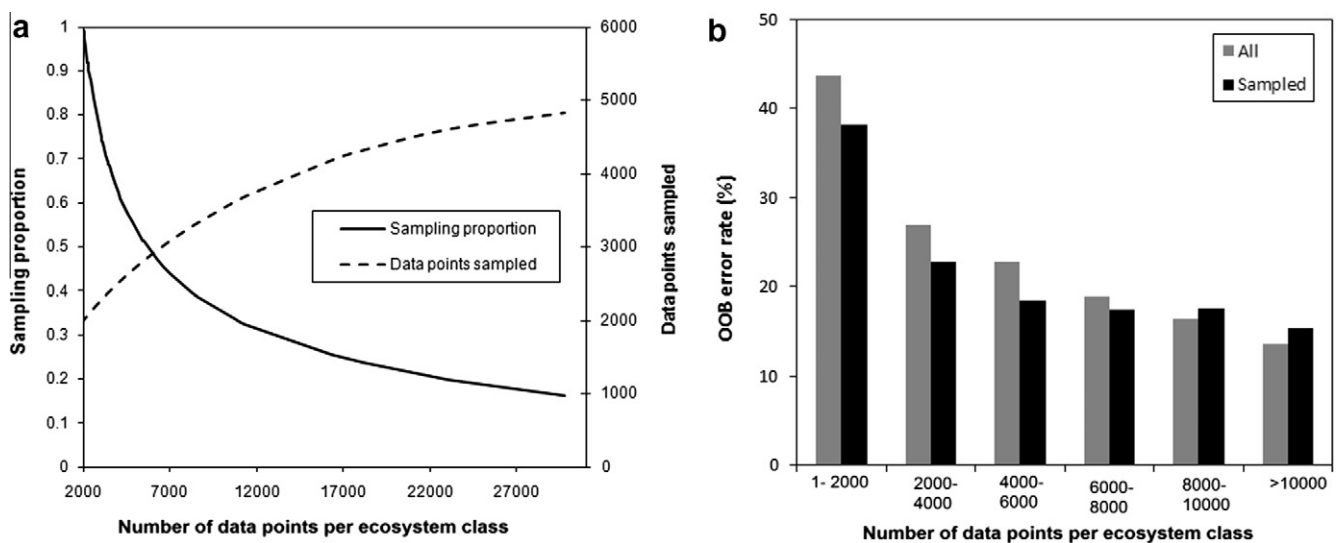 a
1
0.9
0.8
0.7
0.6
0.5
0.4
0.3
0.2
0.1
0
Sampling proportion
6000
5000
4000
3000
2000
1000
0
Data points sampled
Sampling proportion
Data points sampled
2000 7000 12000 17000 22000 27000
Number of data points per ecosystem class
b
50
40
30
20
10
0
OOB error rate (%)
All
Sampled
1- 2000
2000-
4000
4000-
6000
6000-
8000
8000-
10000
>10000
Number of data points per ecosystem class